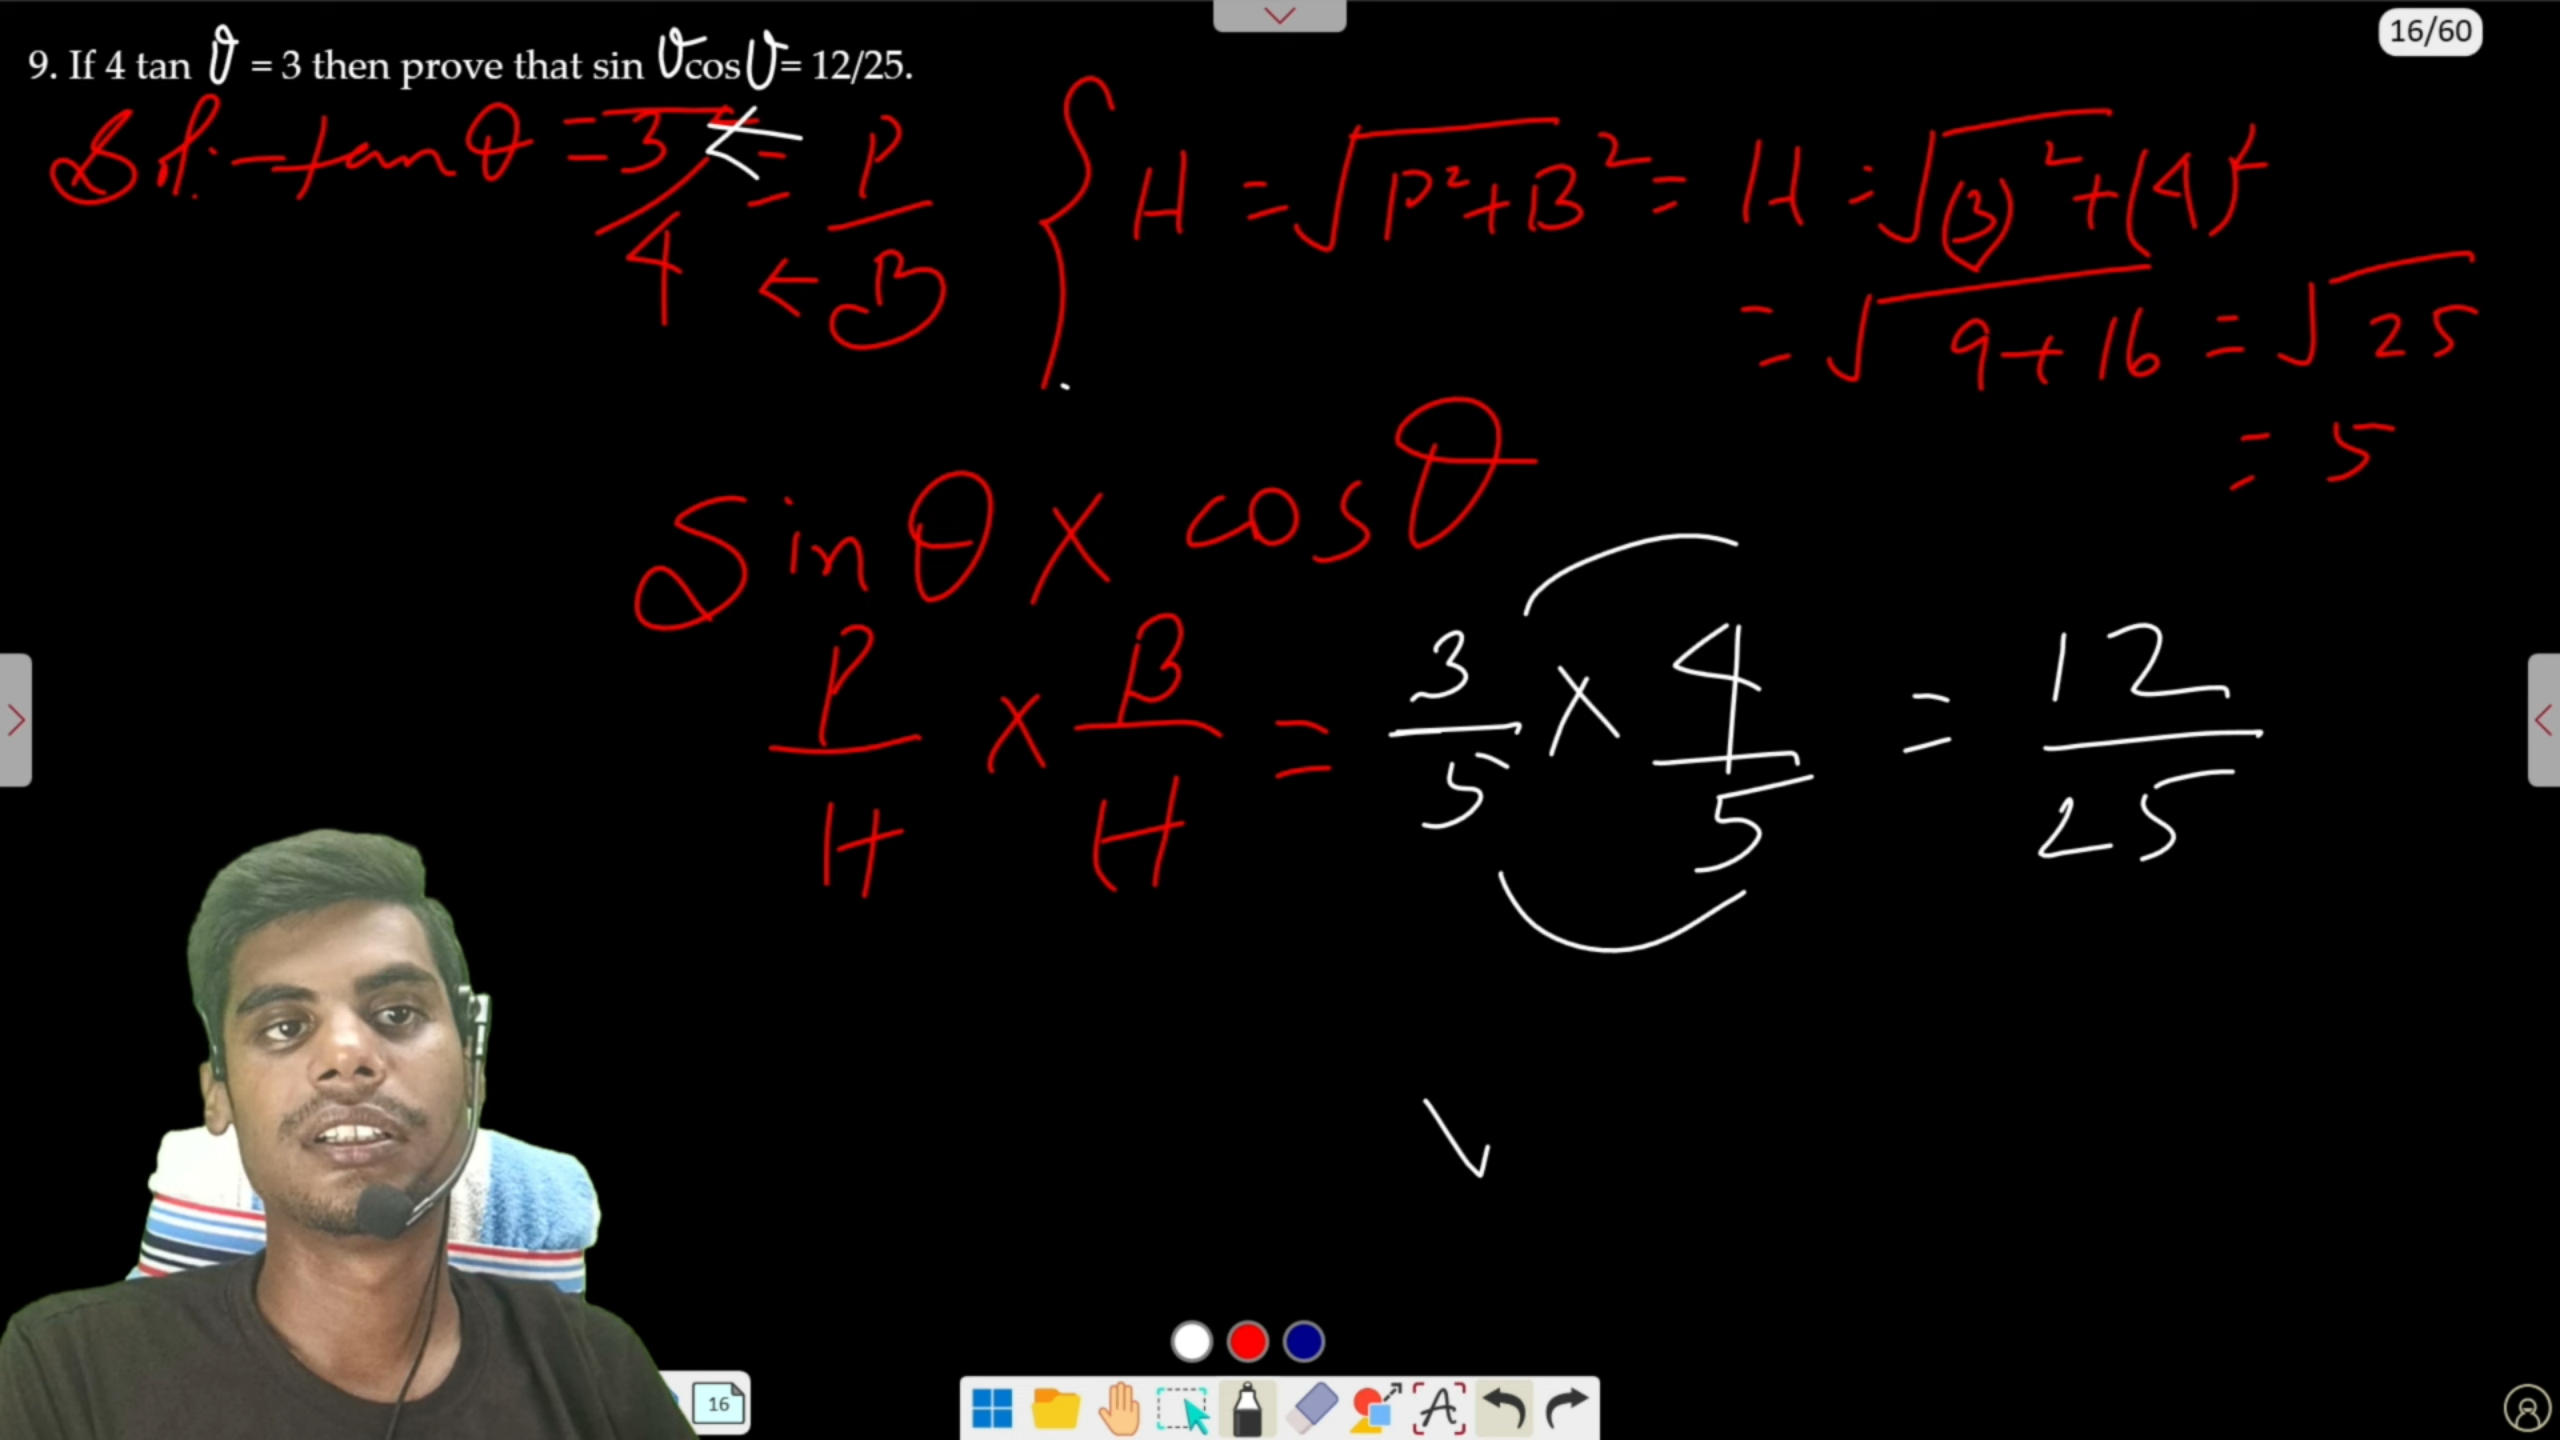 16/60
9. If 4 tan θ = 3 then prove that sin θ cos θ = 12/25.
Sol:- tan θ = 3/4 = P/B { H = √P²+B² = H = √(3)²+(4)²
= √9+16 = √25
= 5
Sin θ × cos θ
P/H × B/H = 3/5 × 4/5 = 12/25
16